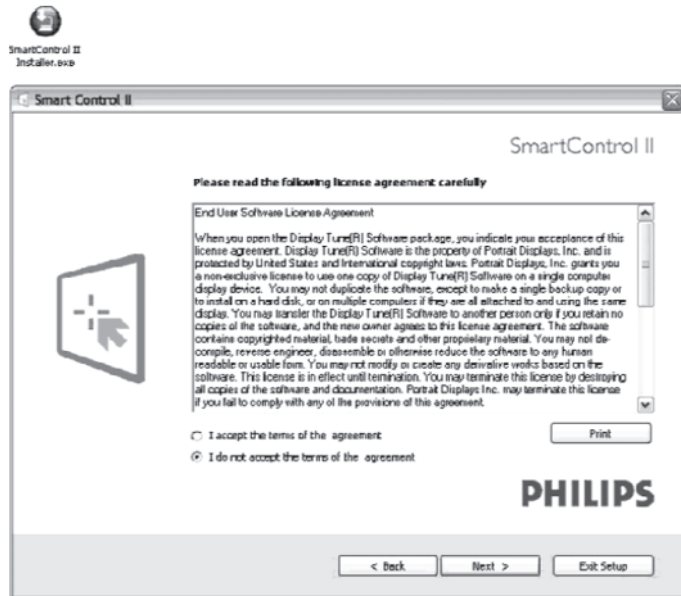 SmartControl II
Installer.exe
Smart Control II
SmartControl II
Please read the following license agreement carefully
End User Software License Agreement
When you open the Display Tune(R) Software package, you indicate your acceptance of this
license agreement. Display Tune(R) Software is the property of Portrait Displays, Inc. and is
protected by United States and International copyright laws. Portrait Displays, Inc. grants you
a non-exclusive license to use one copy of Display Tune(R) Software on a single computer
display device. You may not duplicate the software, except to make a single backup copy or
to install on a hard disk, or on multiple computers if they are all attached to and using the same
display. You may transfer the Display Tune(R) Software to another person only if you retain no
copies of the software, and the new owner agrees to this license agreement. The software
contains copyrighted material, trade secrets and other proprietary material. You may not de-
compile, reverse engineer, disassemble or otherwise reduce the software to any human
readable or usable form. You may not modify or create any derivative works based on the
software. This license is in effect until termination. You may terminate this license by destroying
all copies of the software and documentation. Portrait Displays Inc. may terminate this license
if you fail to comply with any of the provisions of this agreement.
I accept the terms of the agreement
Print
I do not accept the terms of the agreement
PHILIPS
< Back
Next >
Exit Setup